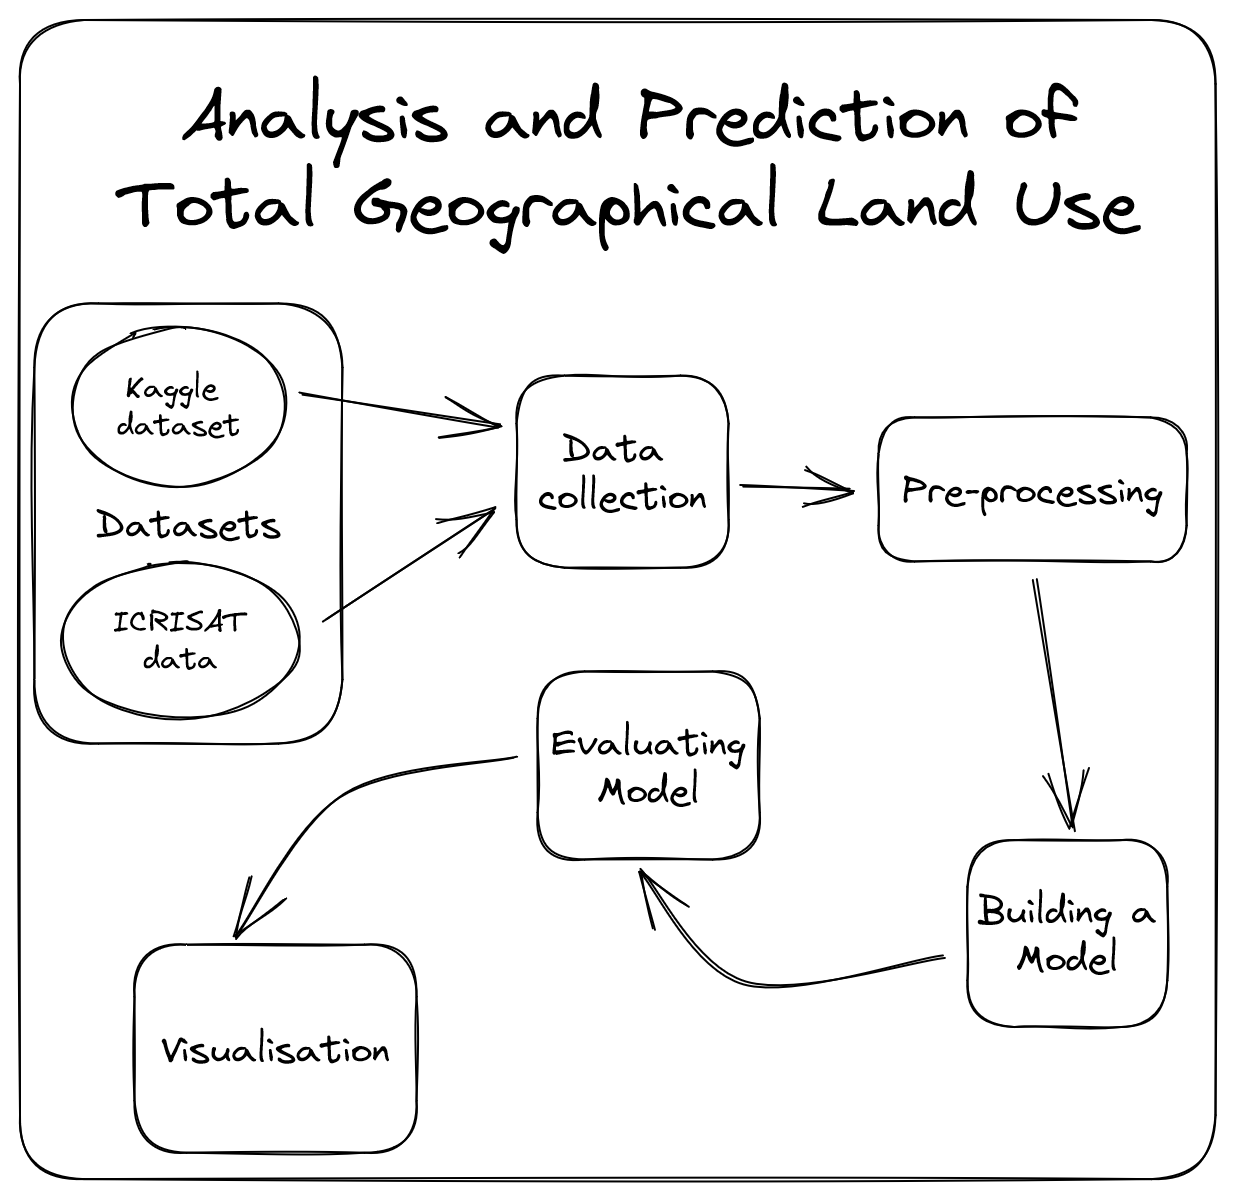 Analysis and Prediction of
Total Geographical Land Use
Kaggle
dataset
Datasets
ICRISAT
data
Data
collection
Pre-processing
Building a
Model
Evaluating
Model
Visualisation